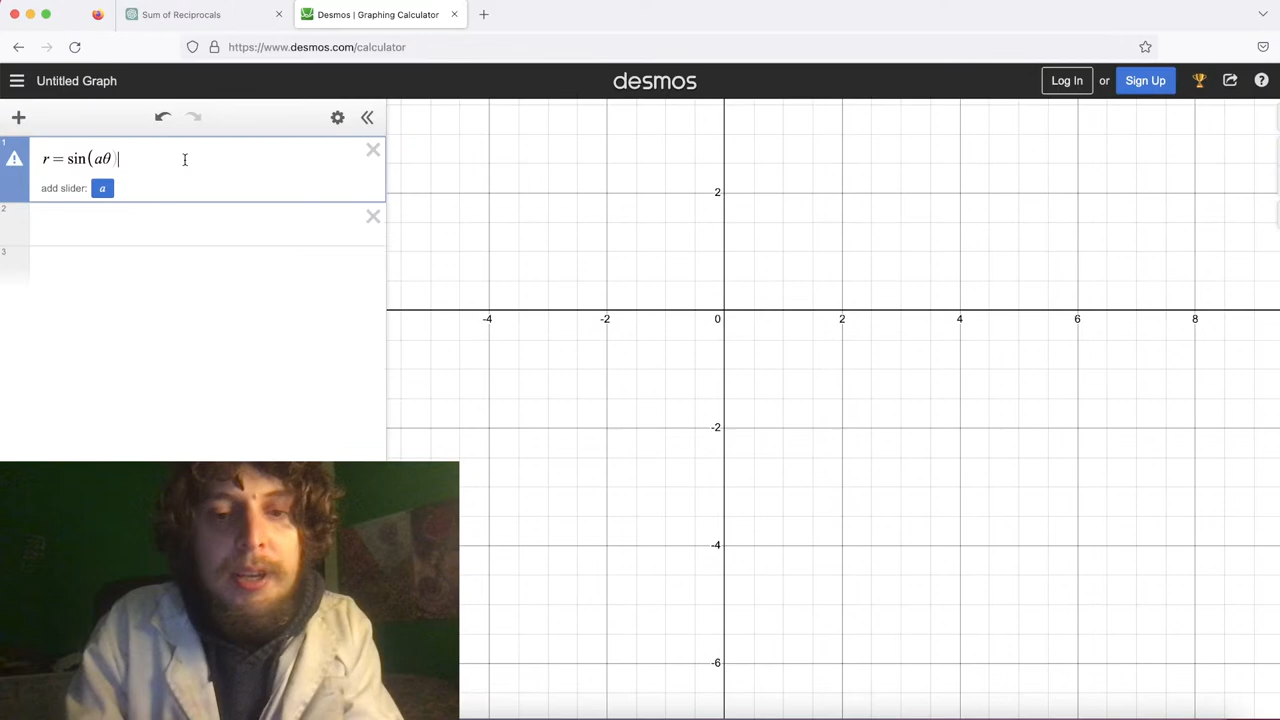 Sum of Reciprocals
Desmos | Graphing Calculator
https://www.desmos.com/calculator
Untitled Graph
desmos
Log In or Sign Up
1
r = sin(aθ)
add slider: a
2
3
2
-4 -2 0 2 4 6 8
-2
-4
-6